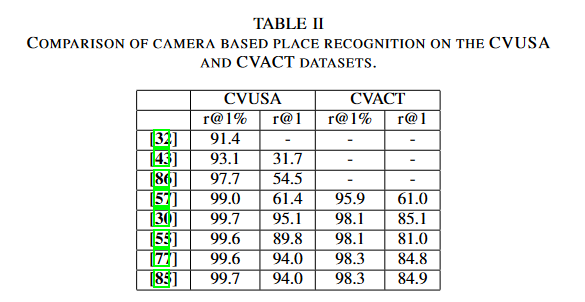 TABLE II
COMPARISON OF CAMERA BASED PLACE RECOGNITION ON THE CVUSA
AND CVACT DATASETS.
CVUSA CVACT
r@1% r@1 r@1% r@1
[32] 91.4 - - -
[43] 93.1 31.7 - -
[86] 97.7 54.5 - -
[57] 99.0 61.4 95.9 61.0
[30] 99.7 95.1 98.1 85.1
[55] 99.6 89.8 98.1 81.0
[77] 99.6 94.0 98.3 84.8
[85] 99.7 94.0 98.3 84.9